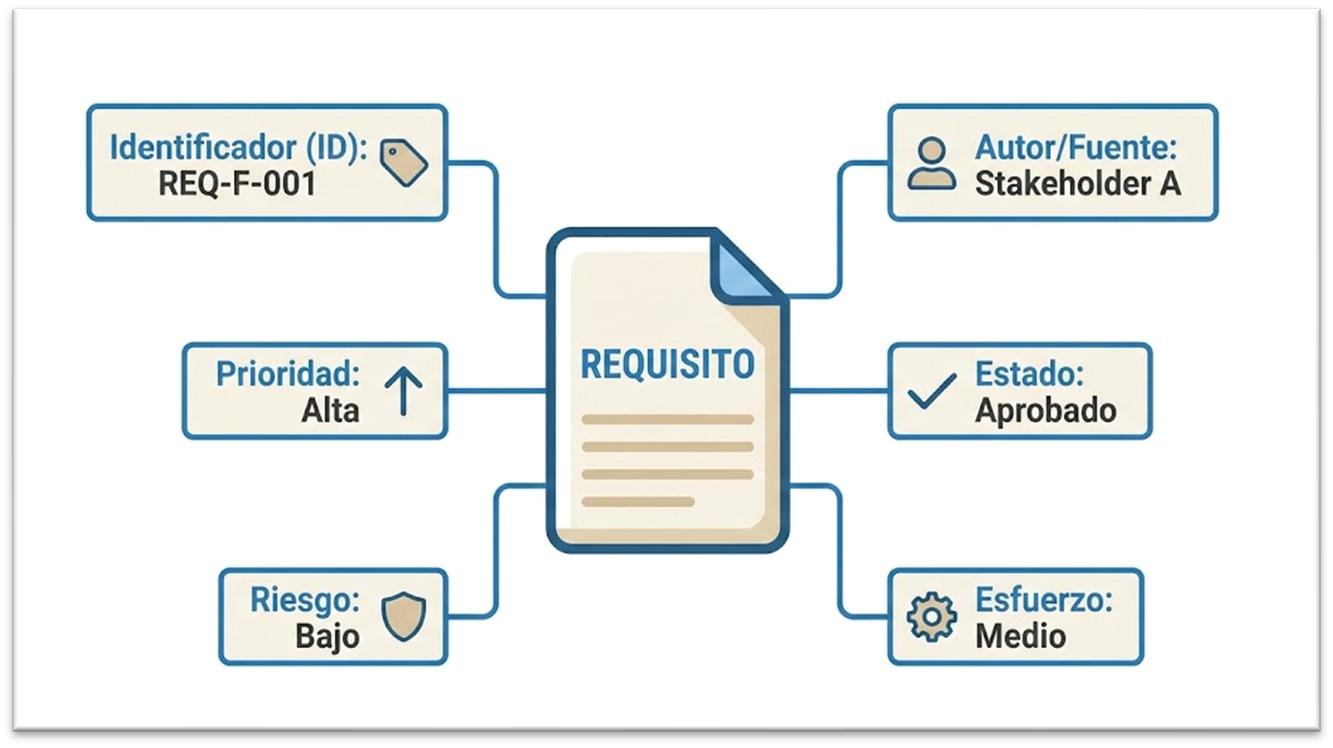 Identificador (ID):
REQ-F-001
Autor/Fuente:
Stakeholder A
REQUISITO
Prioridad:
Alta
Estado:
Aprobado
Riesgo:
Bajo
Esfuerzo:
Medio